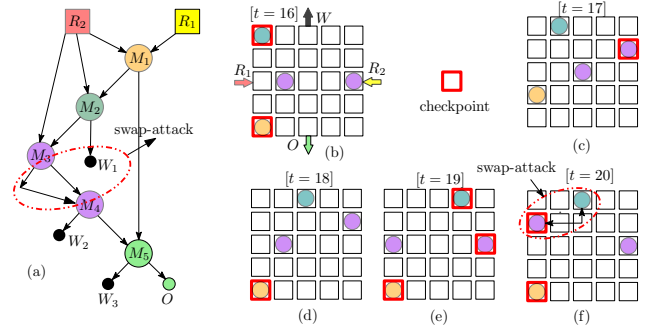 R₂
R₁
M₁
M₂
swap-attack
M₃
W₁
M₄
W₂
M₅
(a)
W₃
O
[t = 16]
W
R₁
R₂
O
(b)
checkpoint
[t = 17]
(c)
[t = 18]
(d)
[t = 19]
(e)
swap-attack
[t = 20]
(f)